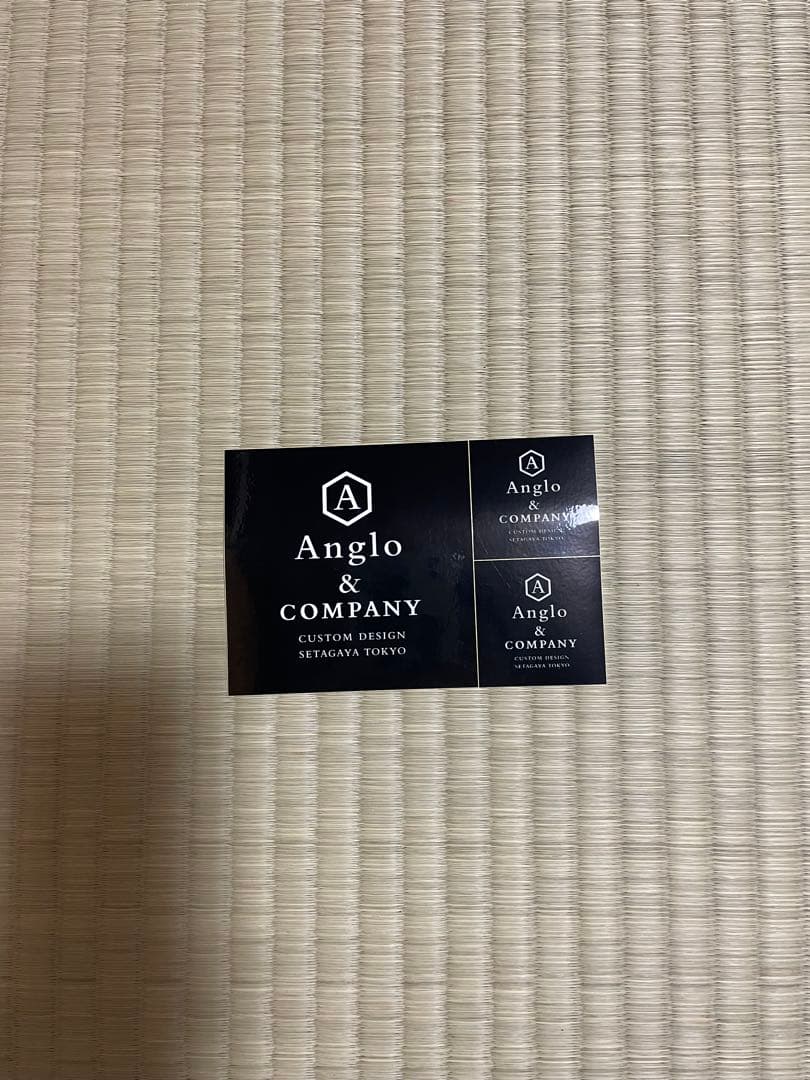 A
Anglo
&
COMPANY
CUSTOM DESIGN
SETAGAYA TOKYO
A
Anglo
&
COMPANY
CUSTOM DESIGN
SETAGAYA TOKYO
A
Anglo
&
COMPANY
CUSTOM DESIGN
SETAGAYA TOKYO